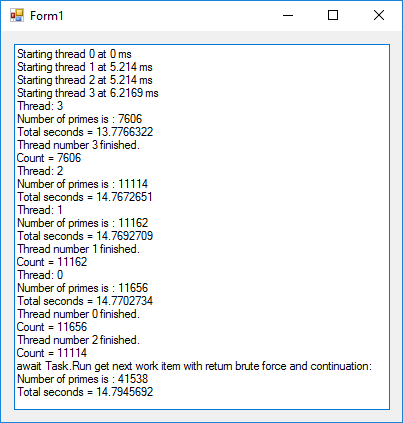 Form1
Starting thread 0 at 0 ms
Starting thread 1 at 5.214 ms
Starting thread 2 at 5.214 ms
Starting thread 3 at 6.2169 ms
Thread: 3
Number of primes is : 7606
Total seconds = 13.7766322
Thread number 3 finished.
Count = 7606
Thread: 2
Number of primes is : 11114
Total seconds = 14.7672651
Thread: 1
Number of primes is : 11162
Total seconds = 14.7692709
Thread number 1 finished.
Count = 11162
Thread: 0
Number of primes is : 11656
Total seconds = 14.7702734
Thread number 0 finished.
Count = 11656
Thread number 2 finished.
Count = 11114
await Task.Run get next work item with return brute force and continuation:
Number of primes is : 41538
Total seconds = 14.7945692